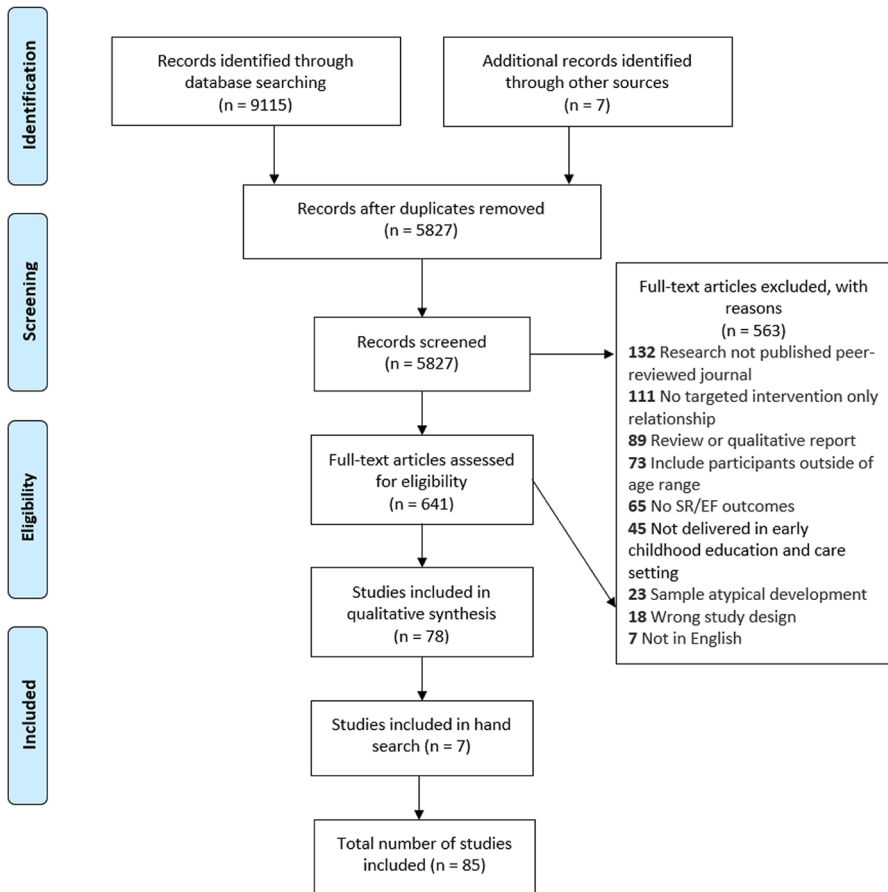 Identification
Records identified through
database searching
(n = 9115)
Additional records identified
through other sources
(n = 7)
Records after duplicates removed
(n = 5827)
Screening
Records screened
(n = 5827)
Full-text articles excluded, with
reasons
(n = 563)
132 Research not published peer-
reviewed journal
111 No targeted intervention only
relationship
89 Review or qualitative report
73 Include participants outside of
age range
65 No SR/EF outcomes
45 Not delivered in early
childhood education and care
setting
23 Sample atypical development
18 Wrong study design
7 Not in English
Eligibility
Full-text articles assessed
for eligibility
(n = 641)
Studies included in
qualitative synthesis
(n = 78)
Included
Studies included in hand
search (n = 7)
Total number of studies
included (n = 85)